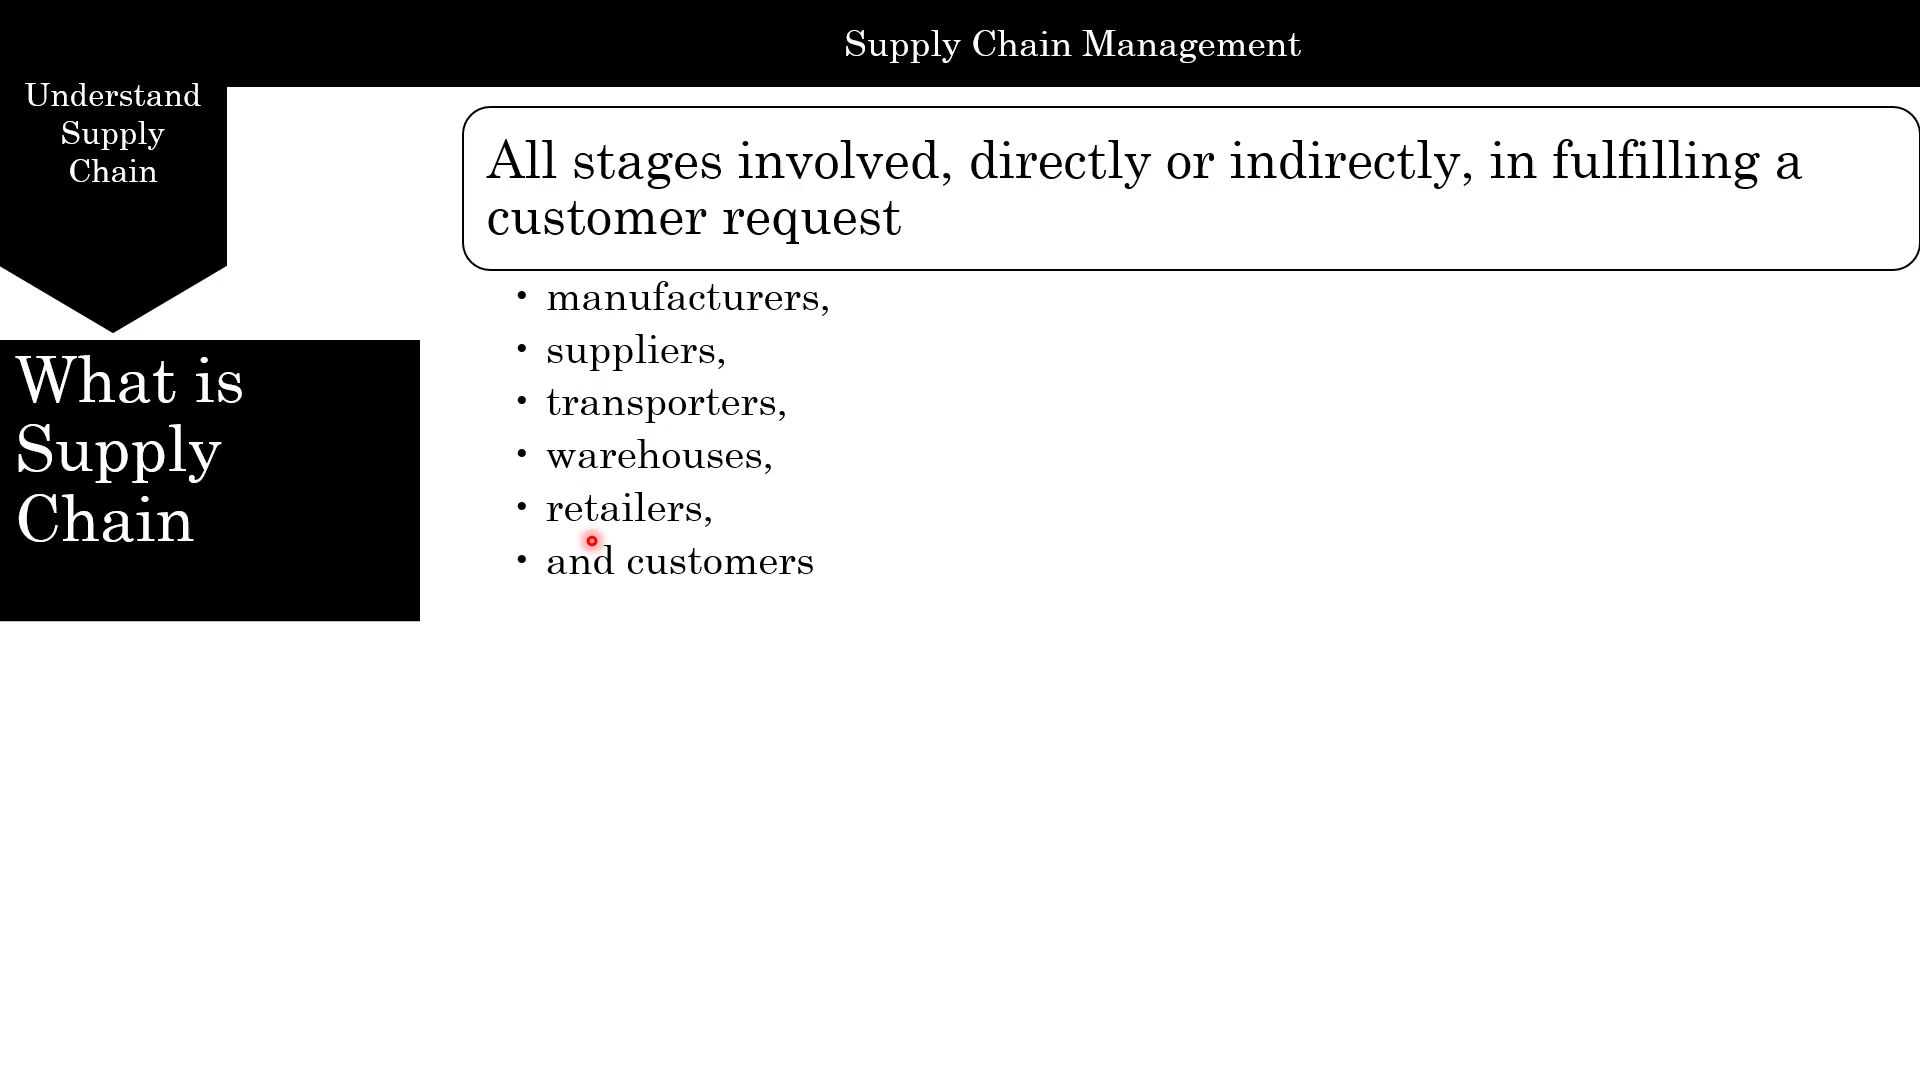 Supply Chain Management
Understand
Supply
Chain
What is
Supply
Chain
All stages involved, directly or indirectly, in fulfilling a
customer request
• manufacturers,
• suppliers,
• transporters,
• warehouses,
• retailers,
• and customers